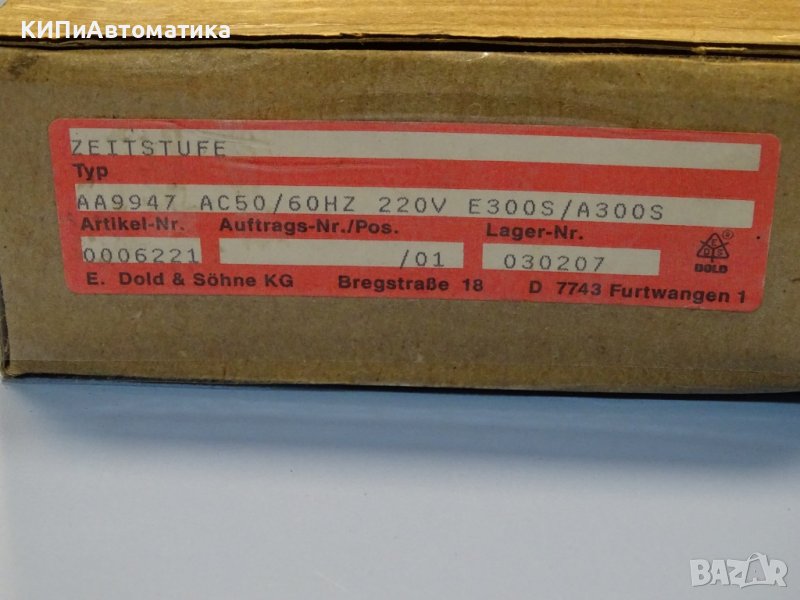 КИПиАвтоматика
ZEITSTUFE
Typ
AA9947 AC50/60HZ 220V E300S/A300S
Artikel-Nr. Auftrags-Nr./Pos. Lager-Nr.
0006221 /01 030207
®
DOLD
E. Dold & Söhne KG Bregstraße 18 D 7743 Furtwangen 1
BAZAR